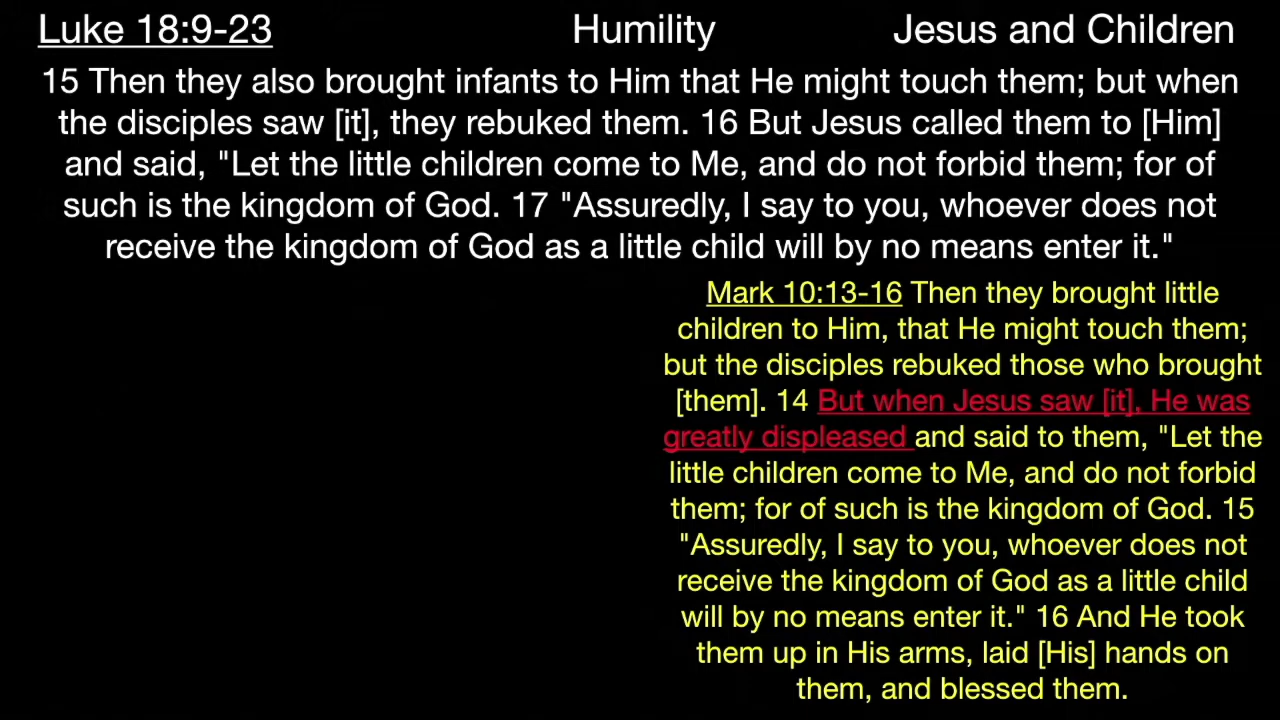 Luke 18:9-23 Humility Jesus and Children
15 Then they also brought infants to Him that He might touch them; but when
the disciples saw [it], they rebuked them. 16 But Jesus called them to [Him]
and said, "Let the little children come to Me, and do not forbid them; for of
such is the kingdom of God. 17 "Assuredly, I say to you, whoever does not
receive the kingdom of God as a little child will by no means enter it."
Mark 10:13-16 Then they brought little
children to Him, that He might touch them;
but the disciples rebuked those who brought
[them]. 14 But when Jesus saw [it], He was
greatly displeased and said to them, "Let the
little children come to Me, and do not forbid
them; for of such is the kingdom of God. 15
"Assuredly, I say to you, whoever does not
receive the kingdom of God as a little child
will by no means enter it." 16 And He took
them up in His arms, laid [His] hands on
them, and blessed them.